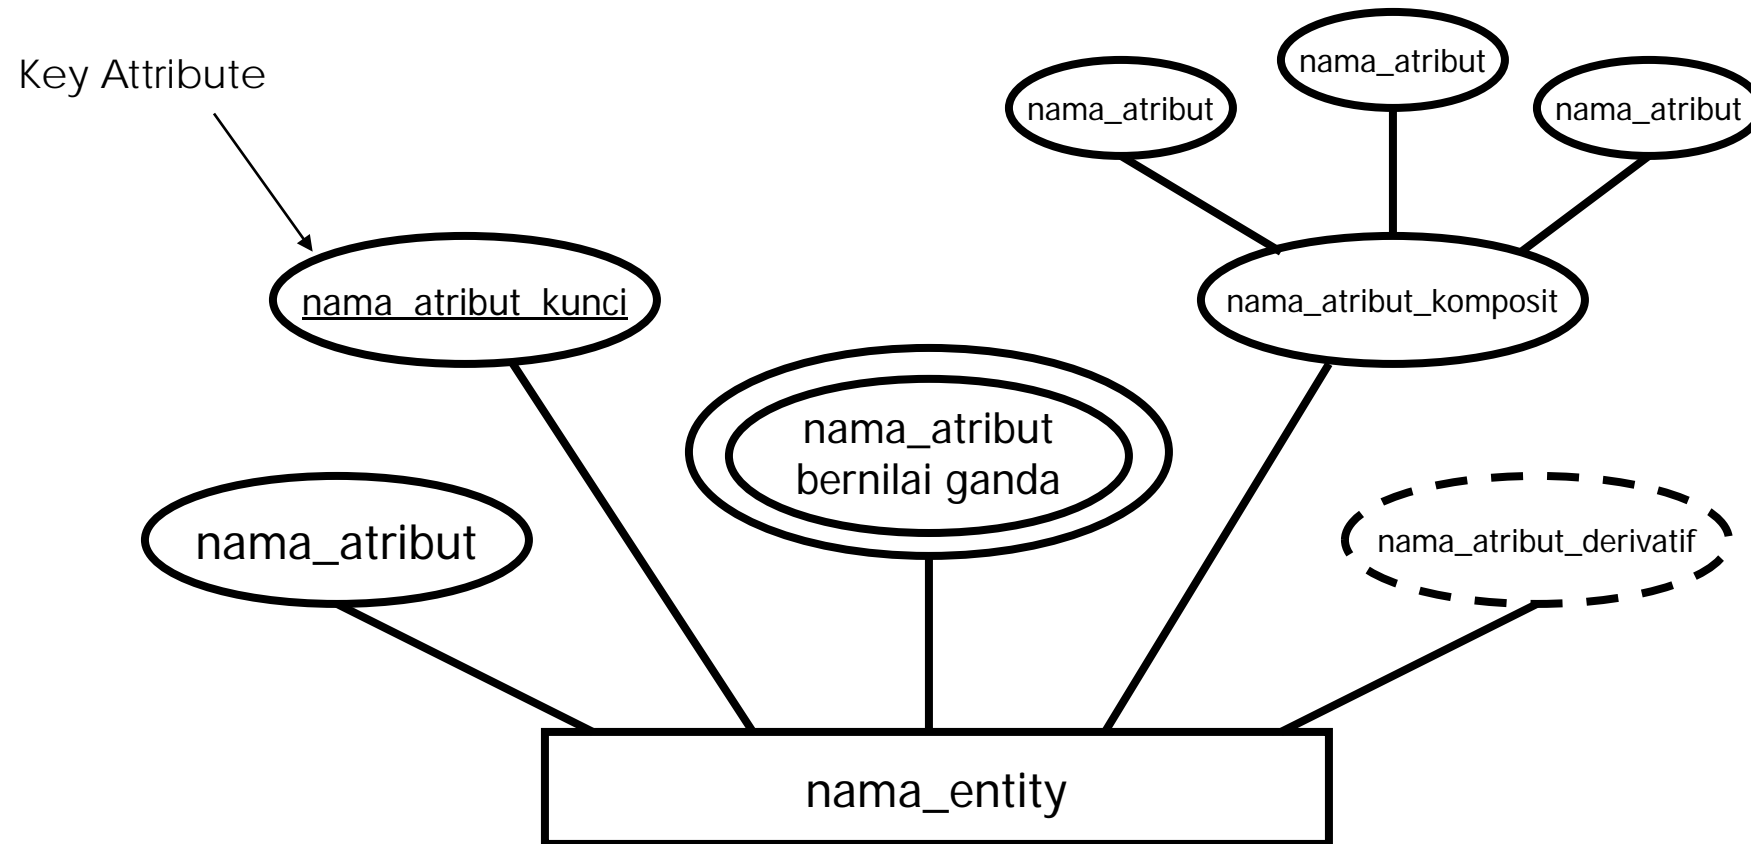 Key Attribute
nama_atribut
nama_atribut
nama_atribut
nama_atribut_kunci
nama_atribut_komposit
nama_atribut
bernilai ganda
nama_atribut
nama_atribut_derivatif
nama_entity